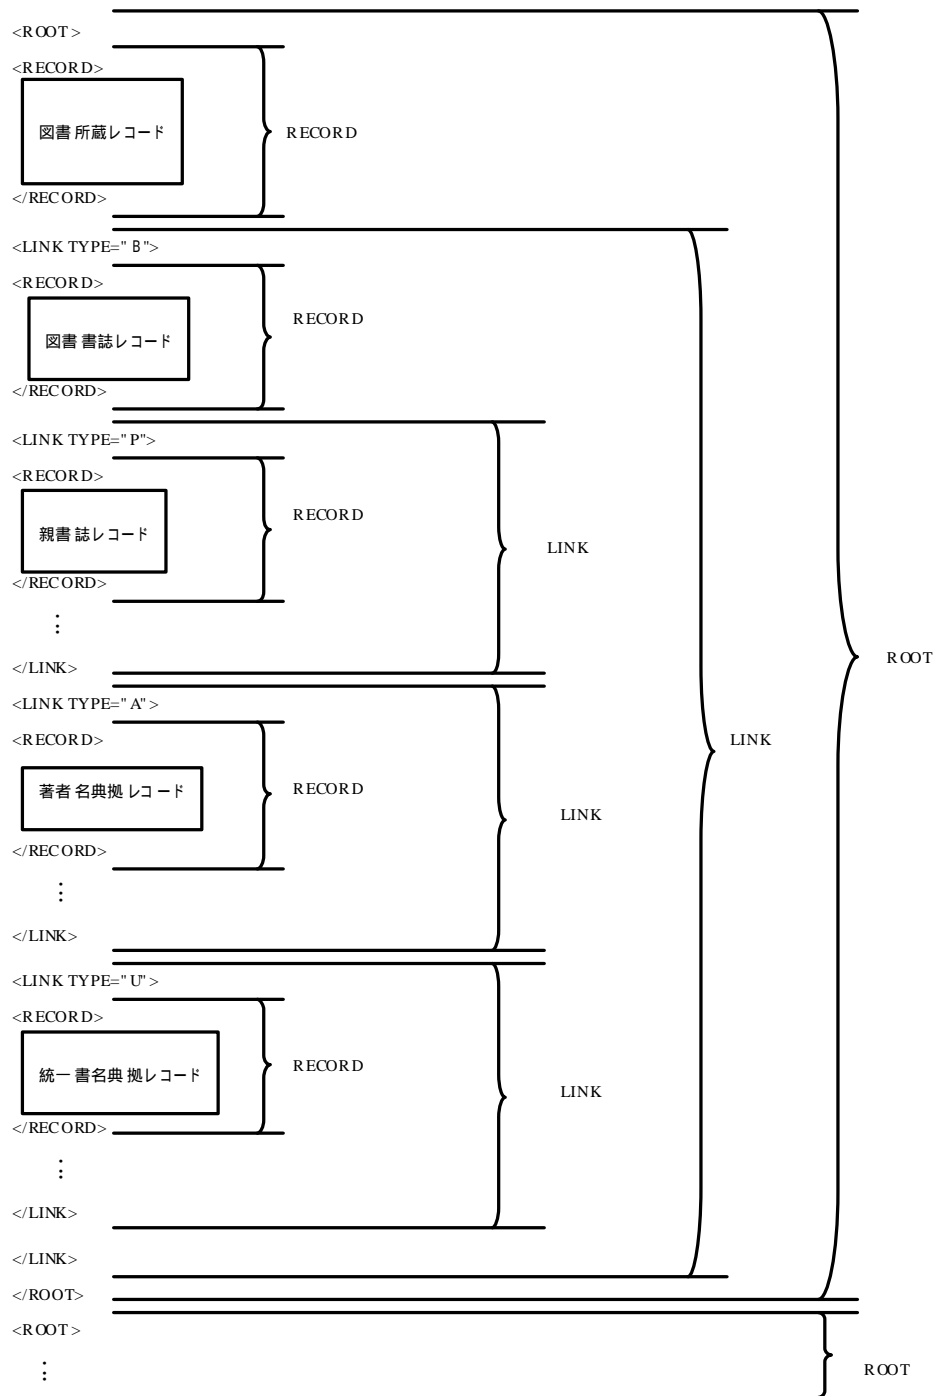 <ROOT>
<RECORD>
図書所蔵レコード
RECORD
</RECORD>
<LINK TYPE="B">
<RECORD>
RECORD
図書書誌レコード
</RECORD>
<LINK TYPE="P">
<RECORD>
RECORD
親書誌レコード
LINK
</RECORD>
⋮
</LINK>
ROOT
<LINK TYPE="A">
<RECORD>
LINK
著者名典拠レコード
RECORD
LINK
</RECORD>
⋮
</LINK>
<LINK TYPE="U">
<RECORD>
RECORD
統一書名典拠レコード
LINK
</RECORD>
⋮
</LINK>
</LINK>
</ROOT>
<ROOT>
⋮
ROOT